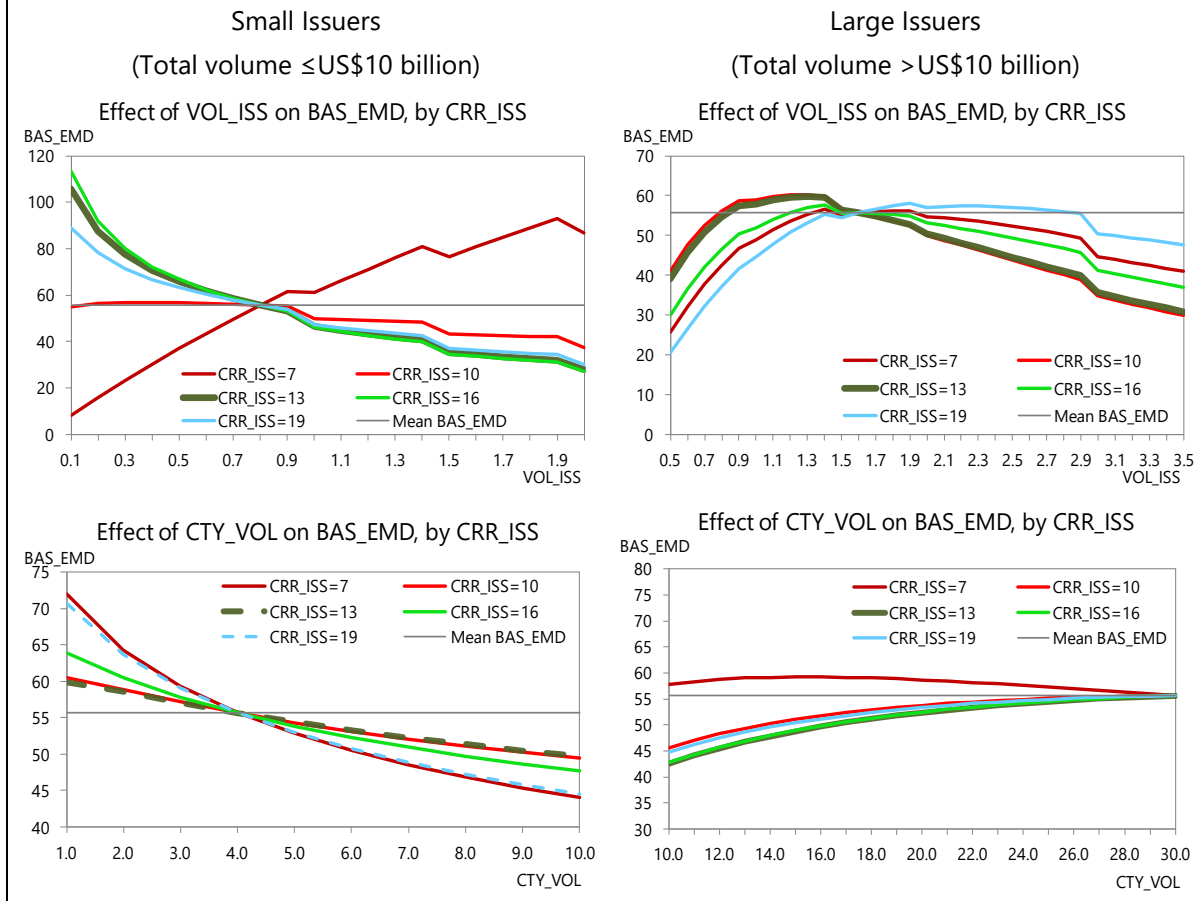 Small Issuers
(Total volume ≤US$10 billion)
Effect of VOL_ISS on BAS_EMD, by CRR_ISS
BAS_EMD
120
100
80
60
40
20
0
CRR_ISS=7 CRR_ISS=10
CRR_ISS=13 CRR_ISS=16
CRR_ISS=19 Mean BAS_EMD
0.1 0.3 0.5 0.7 0.9 1.1 1.3 1.5 1.7 1.9
VOL_ISS
Large Issuers
(Total volume >US$10 billion)
Effect of VOL_ISS on BAS_EMD, by CRR_ISS
BAS_EMD
70
60
50
40
30
20
10
0
CRR_ISS=7 CRR_ISS=10
CRR_ISS=13 CRR_ISS=16
CRR_ISS=19 Mean BAS_EMD
0.5 0.7 0.9 1.1 1.3 1.5 1.7 1.9 2.1 2.3 2.5 2.7 2.9 3.1 3.3 3.5
VOL_ISS
Effect of CTY_VOL on BAS_EMD, by CRR_ISS
BAS_EMD
75
70
65
60
55
50
45
40
CRR_ISS=7 CRR_ISS=10
CRR_ISS=13 CRR_ISS=16
CRR_ISS=19 Mean BAS_EMD
1.0 2.0 3.0 4.0 5.0 6.0 7.0 8.0 9.0 10.0
CTY_VOL
Effect of CTY_VOL on BAS_EMD, by CRR_ISS
BAS_EMD
80
75
70
65
60
55
50
45
40
35
30
CRR_ISS=7 CRR_ISS=10
CRR_ISS=13 CRR_ISS=16
CRR_ISS=19 Mean BAS_EMD
10.0 12.0 14.0 16.0 18.0 20.0 22.0 24.0 26.0 28.0 30.0
CTY_VOL